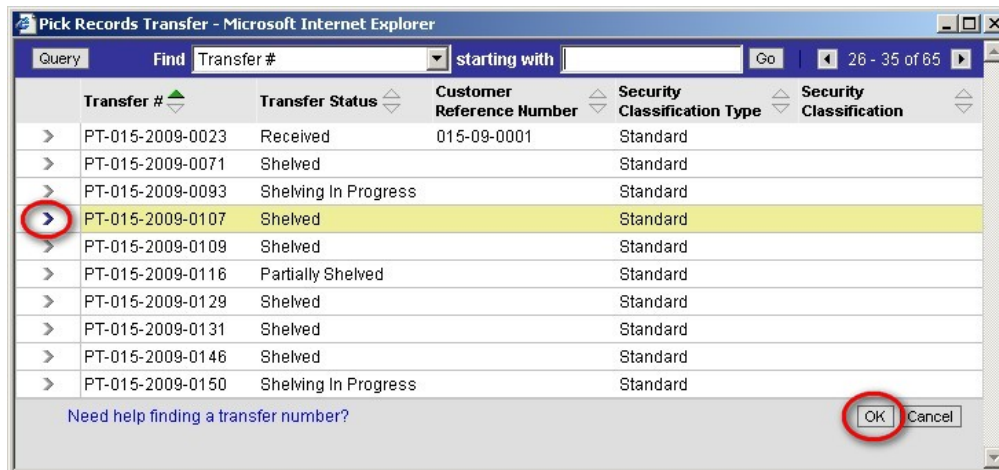 Pick Records Transfer - Microsoft Internet Explorer
Query Find Transfer # starting with Go 26 - 35 of 65
Transfer # Transfer Status Customer Reference Number Security Classification Type Security Classification
PT-015-2009-0023 Received 015-09-0001 Standard
PT-015-2009-0071 Shelved Standard
PT-015-2009-0093 Shelving In Progress Standard
PT-015-2009-0107 Shelved Standard
PT-015-2009-0109 Shelved Standard
PT-015-2009-0116 Partially Shelved Standard
PT-015-2009-0129 Shelved Standard
PT-015-2009-0131 Shelved Standard
PT-015-2009-0146 Shelved Standard
PT-015-2009-0150 Shelving In Progress Standard
Need help finding a transfer number? OK Cancel